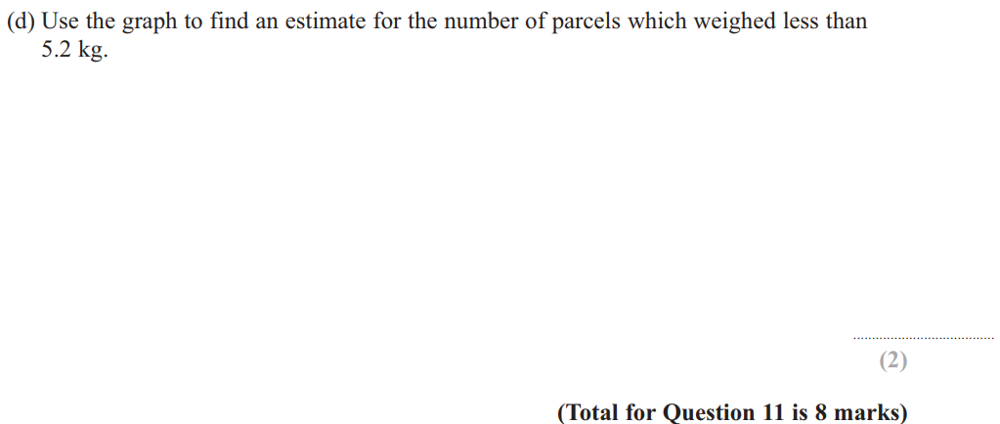 (d) Use the graph to find an estimate for the number of parcels which weighed less than
5.2 kg.
(2)
(Total for Question 11 is 8 marks)